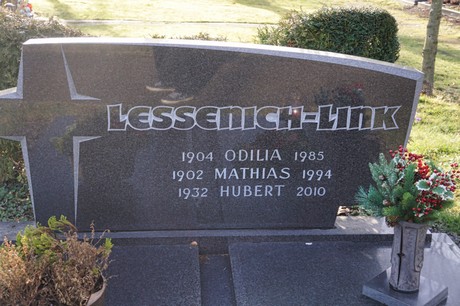 LESSENICH-LINK
1904 ODILIA 1985
1902 MATHIAS 1994
1932 HUBERT 2010